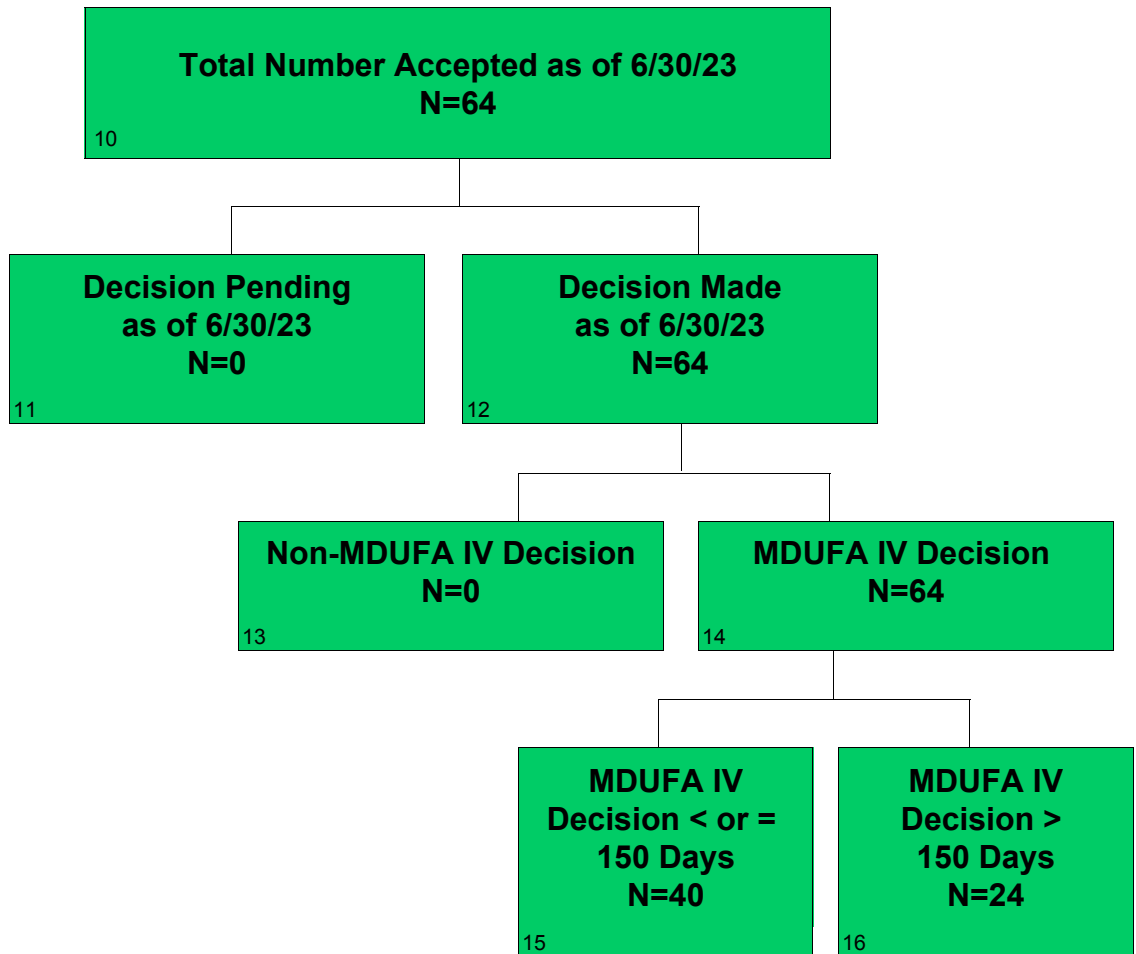 Total Number Accepted as of 6/30/23
N=64
10
Decision Pending
as of 6/30/23
N=0
11
Decision Made
as of 6/30/23
N=64
12
Non-MDUFA IV Decision
N=0
13
MDUFA IV Decision
N=64
14
MDUFA IV
Decision < or =
150 Days
N=40
15
MDUFA IV
Decision >
150 Days
N=24
16